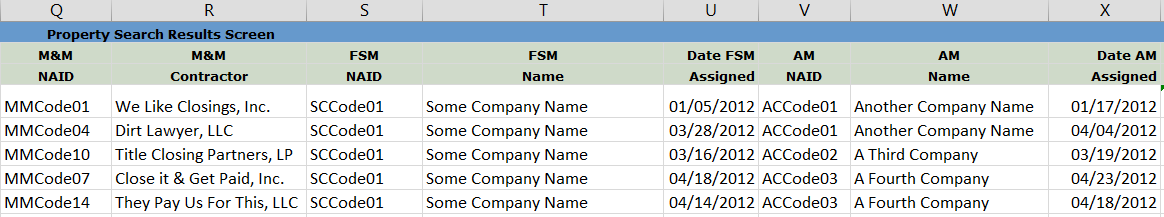 Q R S T U V W X
Property Search Results Screen
M&M M&M FSM FSM Date FSM AM AM Date AM
NAID Contractor NAID Name Assigned NAID Name Assigned
MMCode01 We Like Closings, Inc. SCCode01 Some Company Name 01/05/2012 ACCode01 Another Company Name 01/17/2012
MMCode04 Dirt Lawyer, LLC SCCode01 Some Company Name 03/28/2012 ACCode01 Another Company Name 04/04/2012
MMCode10 Title Closing Partners, LP SCCode01 Some Company Name 03/16/2012 ACCode02 A Third Company 03/19/2012
MMCode07 Close it & Get Paid, Inc. SCCode01 Some Company Name 04/18/2012 ACCode03 A Fourth Company 04/23/2012
MMCode14 They Pay Us For This, LLC SCCode01 Some Company Name 04/14/2012 ACCode03 A Fourth Company 04/18/2012